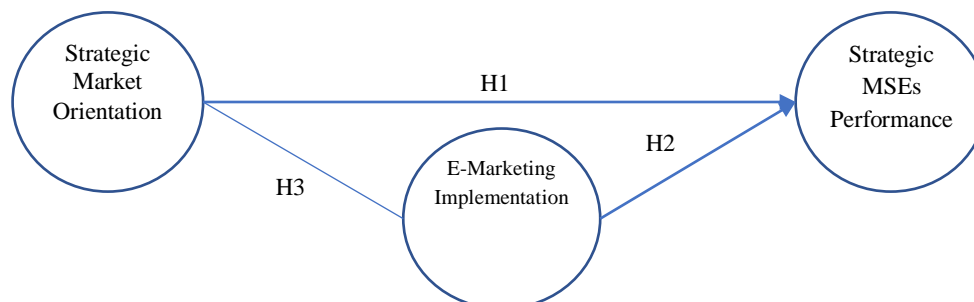 Strategic
Market
Orientation
H1
Strategic
MSEs
Performance
H2
H3
E-Marketing
Implementation